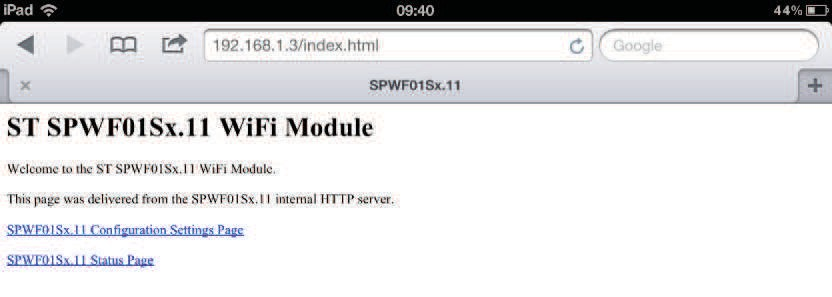 iPad 09:40 44%
192.168.1.3/index.html Google
SPWF01Sx.11
ST SPWF01Sx.11 WiFi Module
Welcome to the ST SPWF01Sx.11 WiFi Module.
This page was delivered from the SPWF01Sx.11 internal HTTP server.
SPWF01Sx.11 Configuration Settings Page
SPWF01Sx.11 Status Page